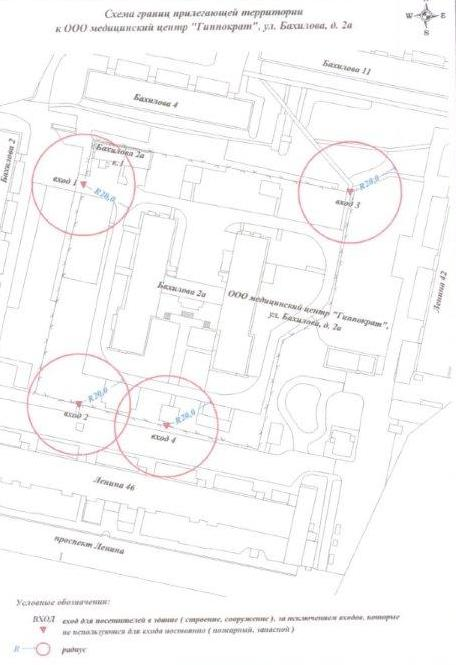 Схема границ прилегающей территории
к ООО медицинский центр "Гиппократ", ул. Бахилова, д. 2а
W E
S
Бахилова 11
Бахилова 4
Бахилова 2
Бахилова 2а
к. 1
вход 1
R20,0
вход 3
R20,0
Ленина 42
Бахилова 2а
ООО медицинский центр "Гиппократ",
ул. Бахилова, д. 2а
вход 2
R20,0
вход 4
R20,0
Ленина 46
проспект Ленина
Условные обозначения:
ВХОД вход для посетителей в здание ( строение, сооружение ), за исключением входов, которые
не используются для входа постоянно ( пожарный, запасной )
R радиус